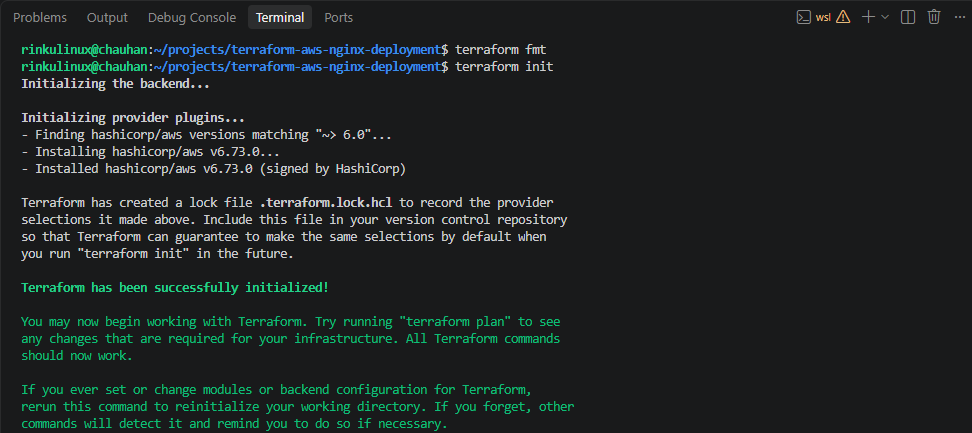 Problems Output Debug Console Terminal Ports wsl
rinkulinux@chauhan:~/projects/terraform-aws-nginx-deployment$ terraform fmt
rinkulinux@chauhan:~/projects/terraform-aws-nginx-deployment$ terraform init
Initializing the backend...
Initializing provider plugins...
- Finding hashicorp/aws versions matching "~> 6.0"...
- Installing hashicorp/aws v6.73.0...
- Installed hashicorp/aws v6.73.0 (signed by HashiCorp)
Terraform has created a lock file .terraform.lock.hcl to record the provider
selections it made above. Include this file in your version control repository
so that Terraform can guarantee to make the same selections by default when
you run "terraform init" in the future.
Terraform has been successfully initialized!
You may now begin working with Terraform. Try running "terraform plan" to see
any changes that are required for your infrastructure. All Terraform commands
should now work.
If you ever set or change modules or backend configuration for Terraform,
rerun this command to reinitialize your working directory. If you forget, other
commands will detect it and remind you to do so if necessary.